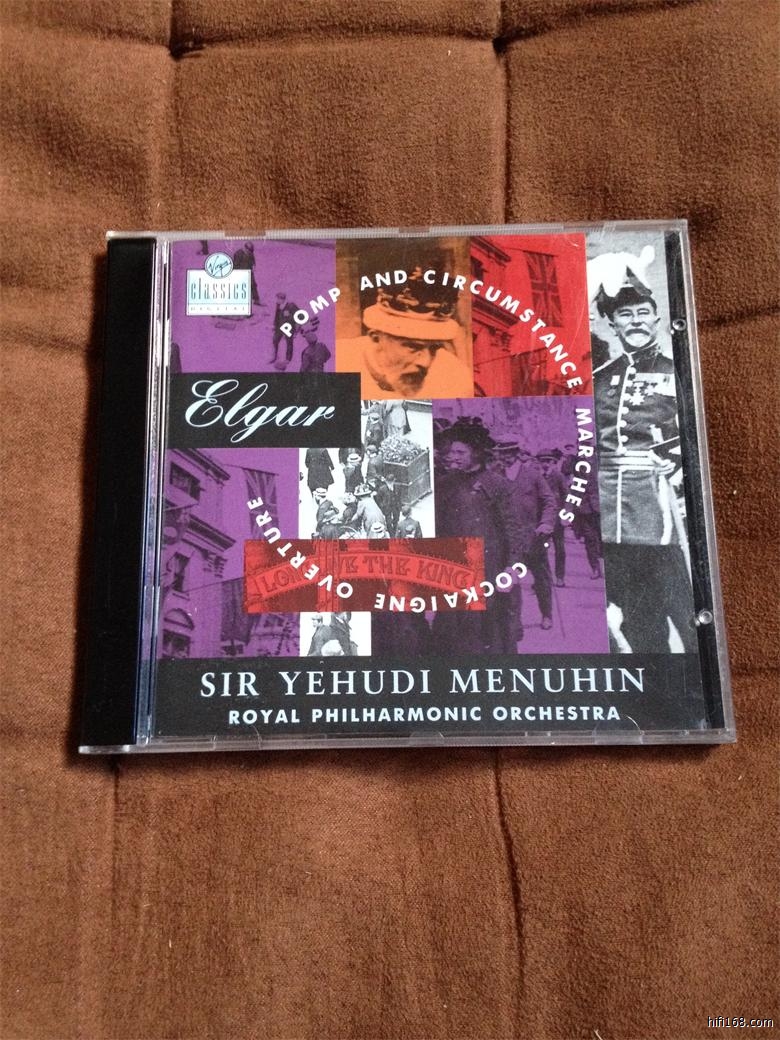 Virgin
classics
DIGITAL
POMP AND CIRCUMSTANCE MARCHES · COCKAIGNE OVERTURE
Elgar
LONG LIVE THE KING
SIR YEHUDI MENUHIN
ROYAL PHILHARMONIC ORCHESTRA
hifi168.com